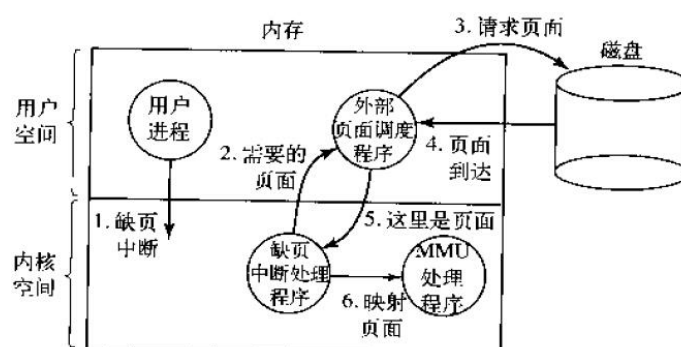 内存
3. 请求页面
磁盘
用户
空间
用户
进程
外部
页面调度
程序
2. 需要的
页面
4. 页面
到达
1. 缺页
中断
5. 这里是页面
内核
空间
缺页
中断处理
程序
MMU
处理
程序
6. 映射
页面